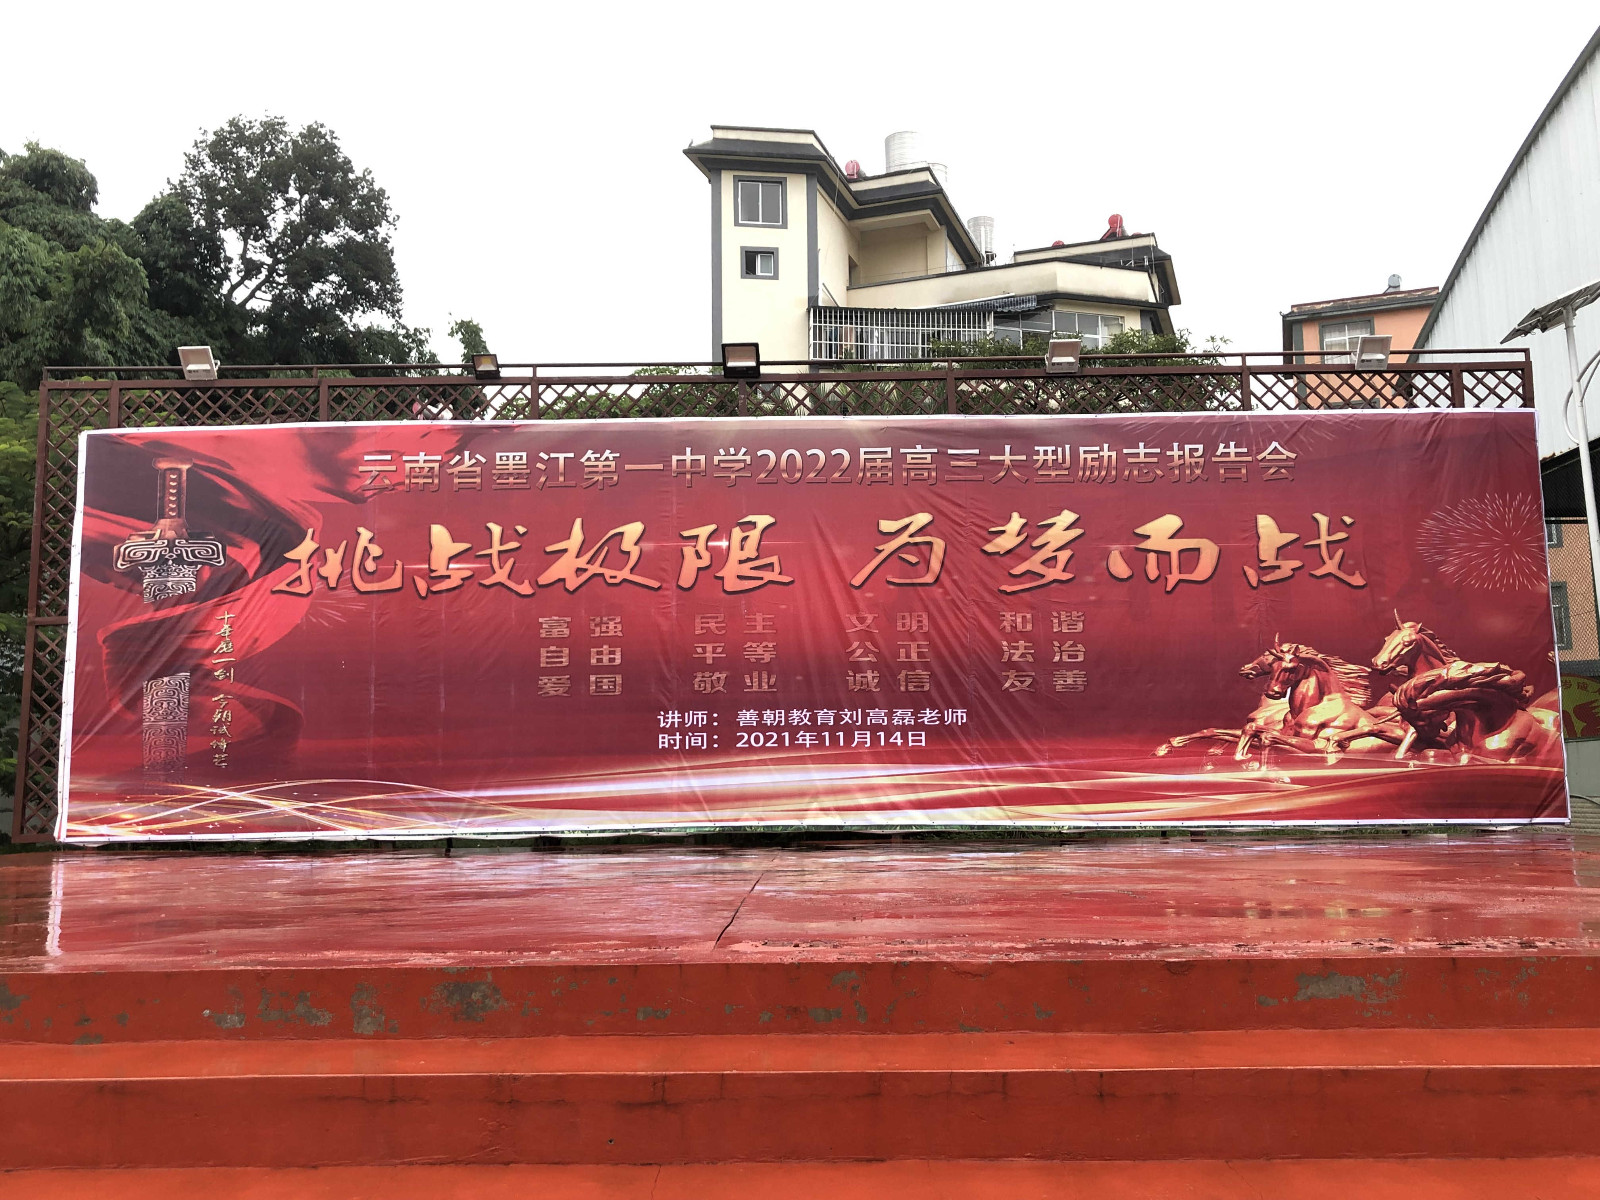 云南省墨江第一中学2022届高三大型励志报告会
挑战极限 为梦而战
富强 民主 文明 和谐
自由 平等 公正 法治
爱国 敬业 诚信 友善
讲师：善朝教育刘高磊老师
时间：2021年11月14日
十年磨一剑 今朝试锋芒